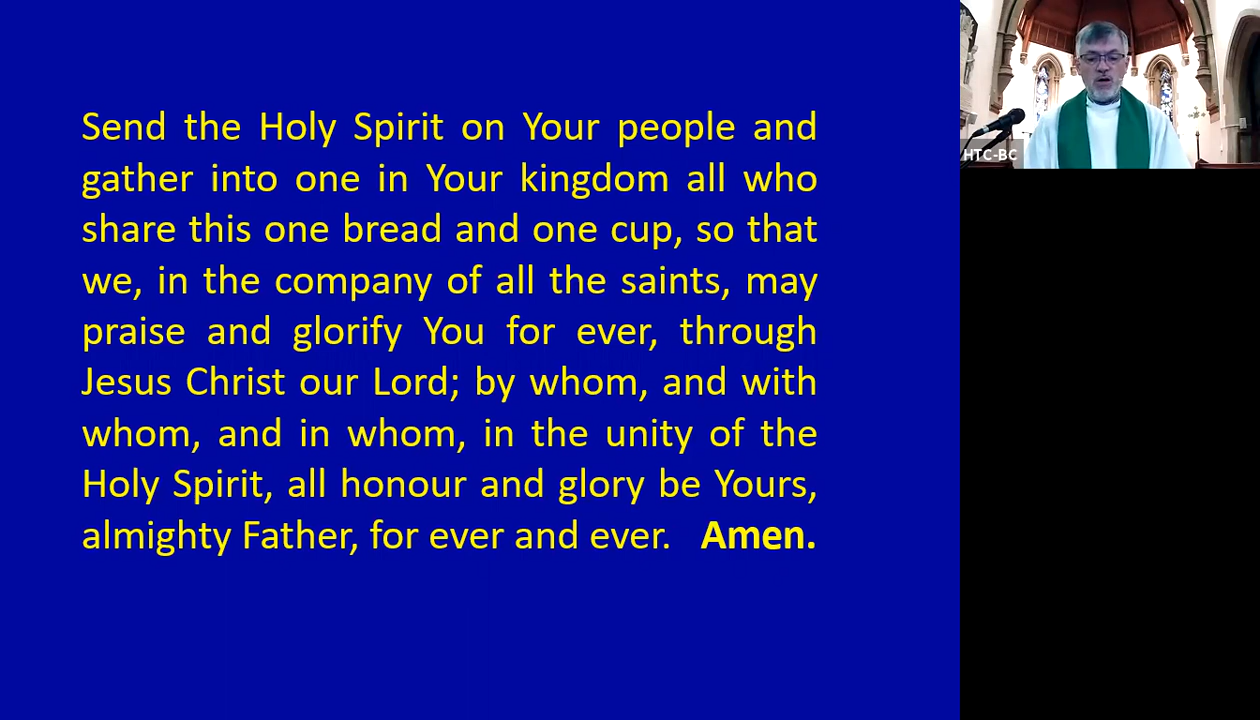 Send the Holy Spirit on Your people and
gather into one in Your kingdom all who
share this one bread and one cup, so that
we, in the company of all the saints, may
praise and glorify You for ever, through
Jesus Christ our Lord; by whom, and with
whom, and in whom, in the unity of the
Holy Spirit, all honour and glory be Yours,
almighty Father, for ever and ever. Amen.
HTC-BC